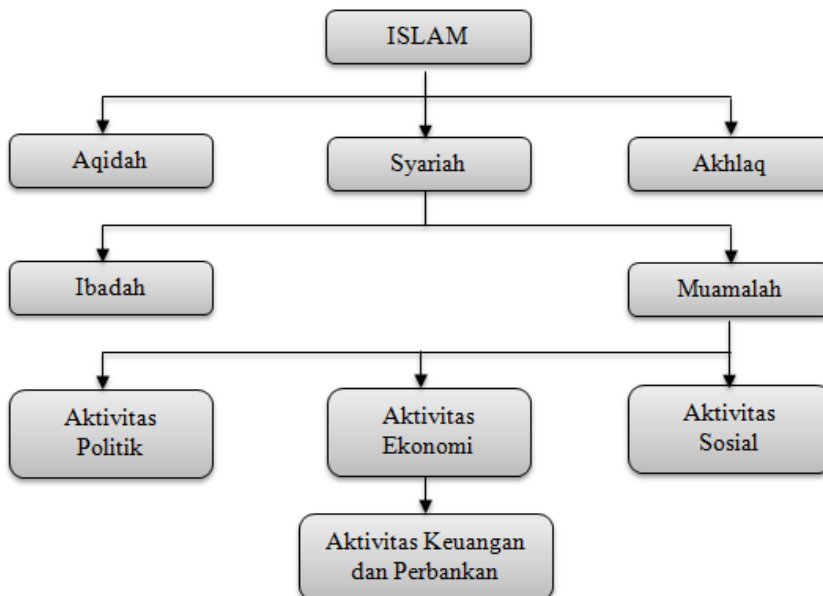 ISLAM
Aqidah
Syariah
Akhlaq
Ibadah
Muamalah
Aktivitas
Politik
Aktivitas
Ekonomi
Aktivitas
Sosial
Aktivitas Keuangan
dan Perbankan